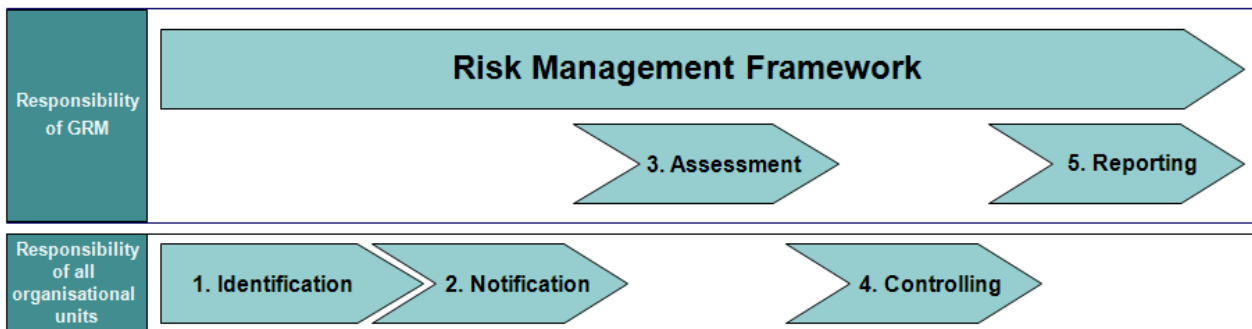 Responsibility
of GRM
Risk Management Framework
3. Assessment
5. Reporting
Responsibility
of all
organisational
units
1. Identification
2. Notification
4. Controlling